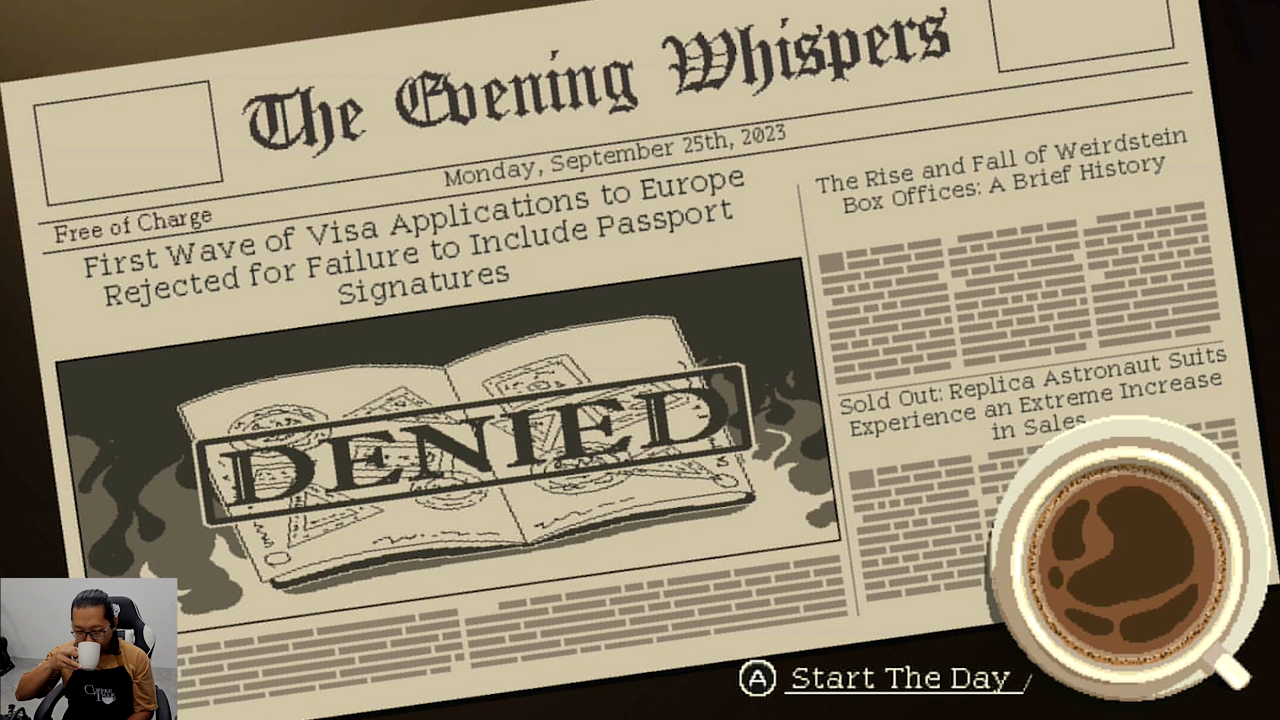 The Evening Whispers
Monday, September 25th, 2023
Free of Charge
First Wave of Visa Applications to Europe
Rejected for Failure to Include Passport
Signatures
DENIED
The Rise and Fall of Weirdstein
Box Offices: A Brief History
Sold Out: Replica Astronaut Suits
Experience an Extreme Increase
in Sales
Coffee
Talk
A Start The Day